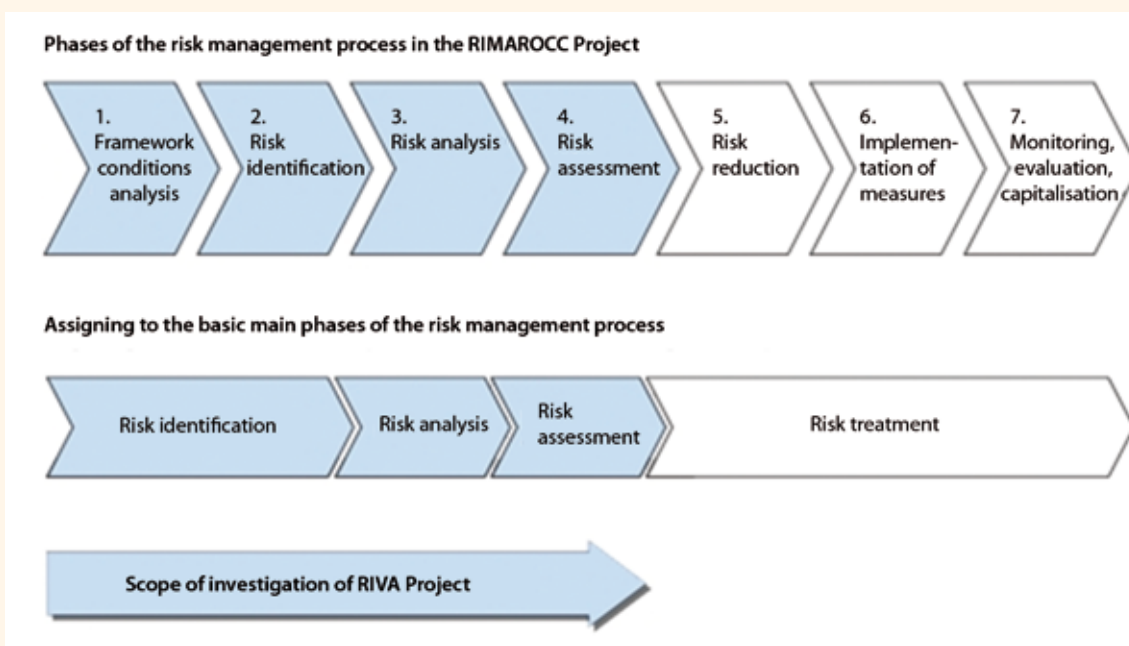 Phases of the risk management process in the RIMAROCC Project
1.
Framework
conditions
analysis
2.
Risk
identification
3.
Risk analysis
4.
Risk
assessment
5.
Risk
reduction
6.
Implemen-
tation of
measures
7.
Monitoring,
evaluation,
capitalisation
Assigning to the basic main phases of the risk management process
Risk identification
Risk analysis
Risk
assessment
Risk treatment
Scope of investigation of RIVA Project